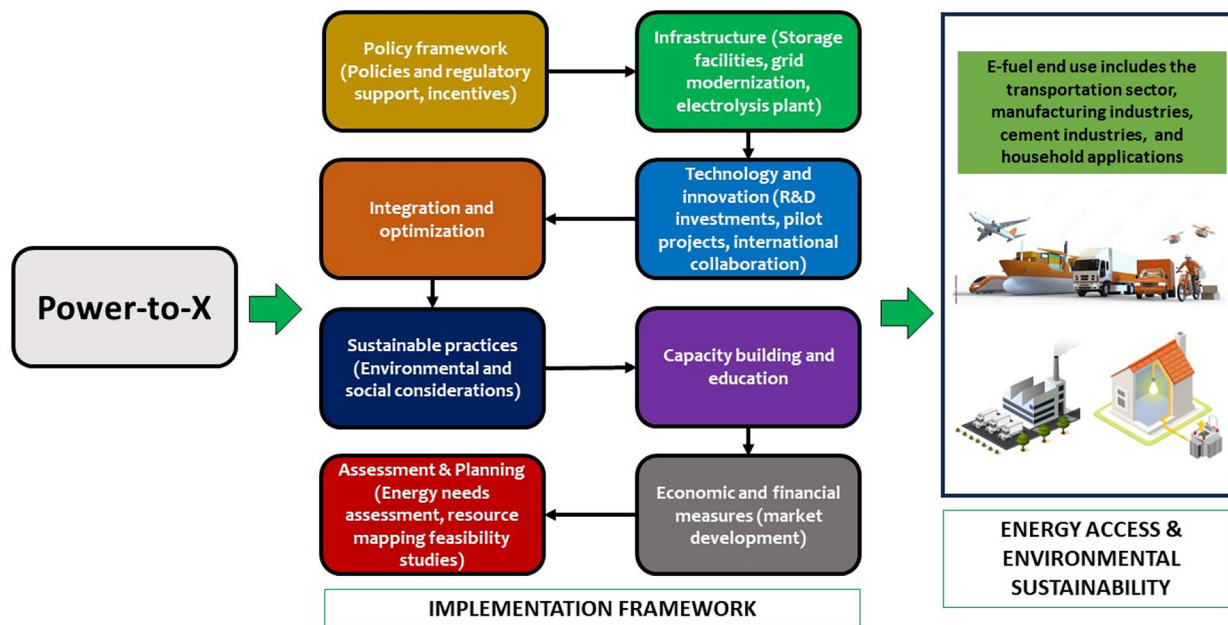 Power-to-X
Policy framework
(Policies and regulatory
support, incentives)
Infrastructure (Storage
facilities, grid
modernization,
electrolysis plant)
Technology and
innovation (R&D
investments, pilot
projects, international
collaboration)
Integration and
optimization
Sustainable practices
(Environmental and
social considerations)
Capacity building and
education
Economic and financial
measures (market
development)
Assessment & Planning
(Energy needs
assessment, resource
mapping feasibility
studies)
IMPLEMENTATION FRAMEWORK
E-fuel end use includes the
transportation sector,
manufacturing industries,
cement industries, and
household applications
ENERGY ACCESS &
ENVIRONMENTAL
SUSTAINABILITY